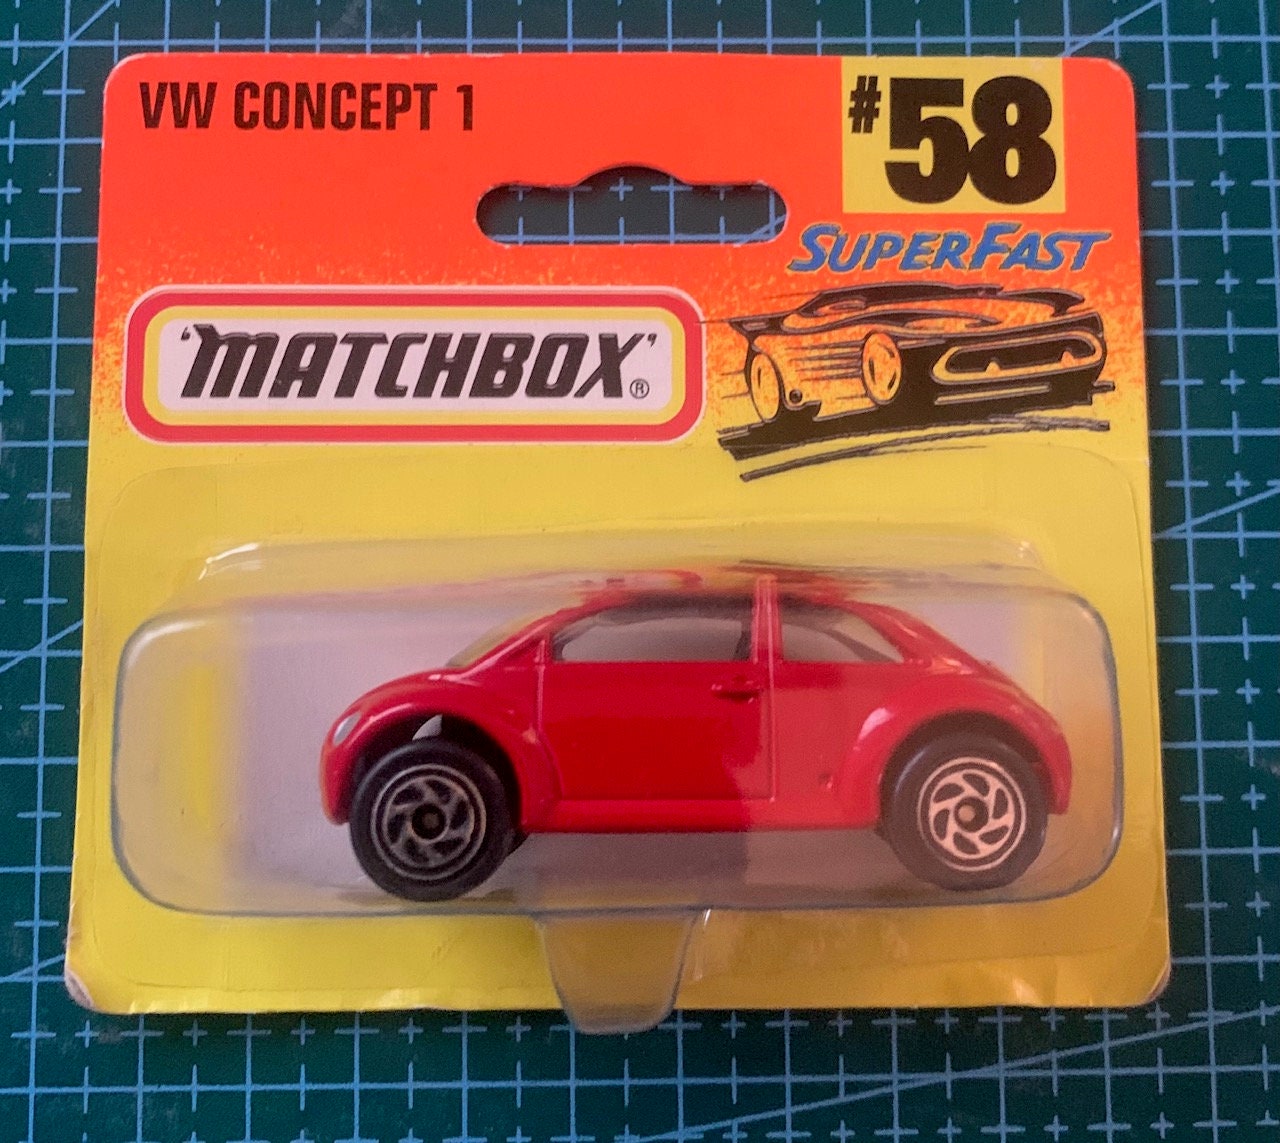 VW CONCEPT 1
#58
SUPERFAST
'MATCHBOX'®